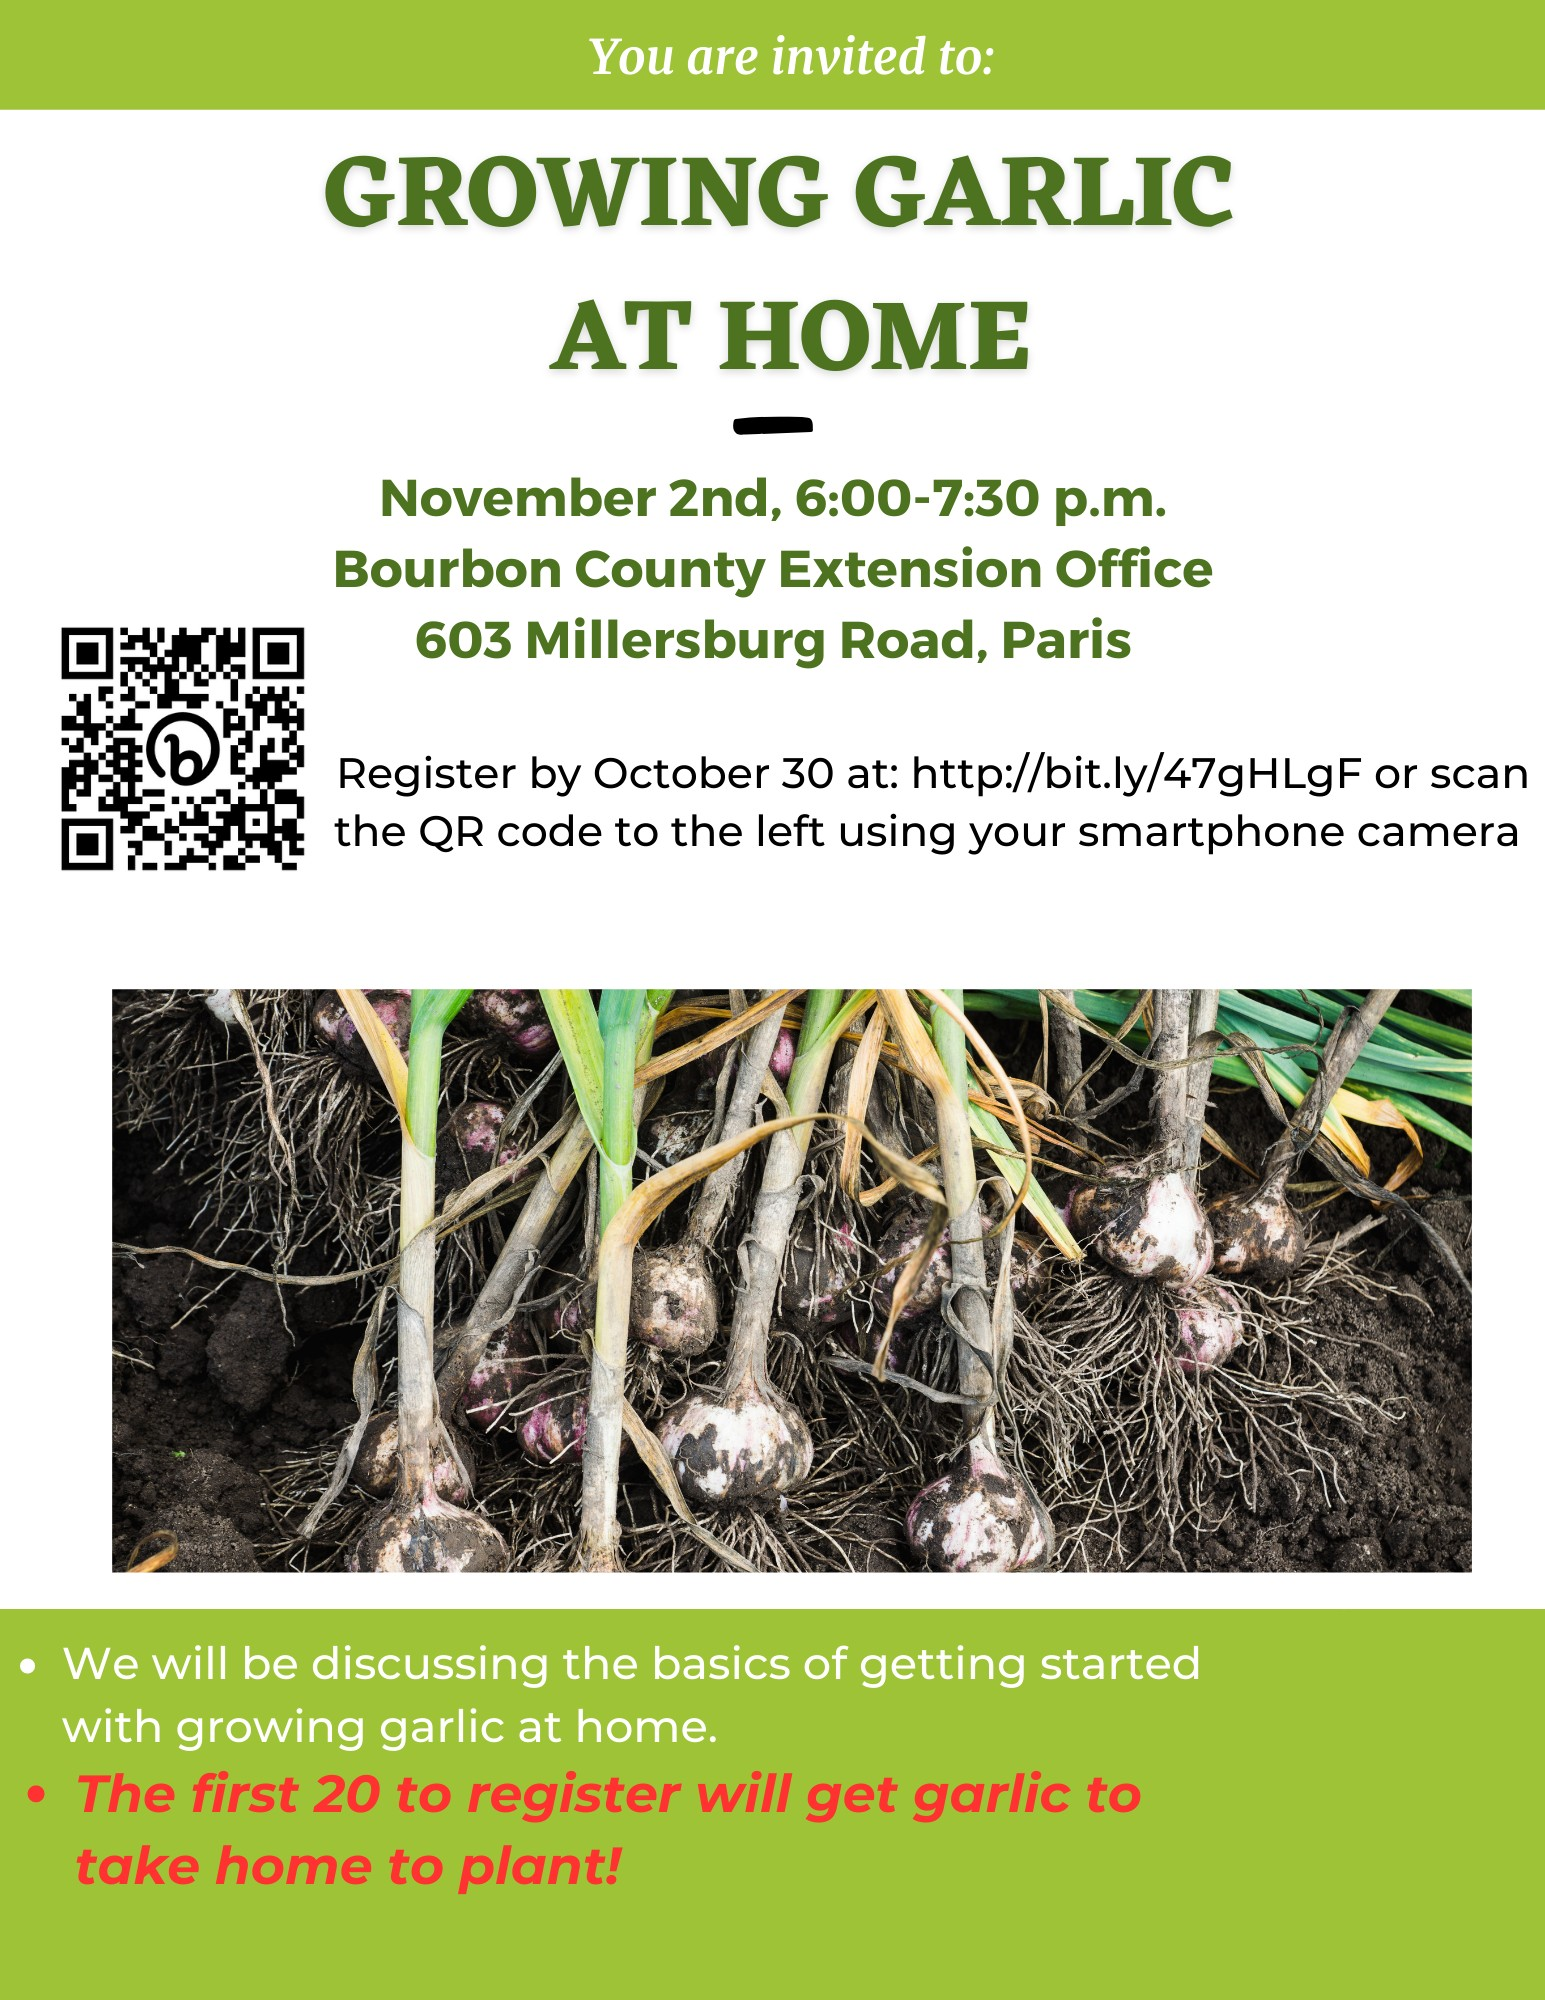 You are invited to:
GROWING GARLIC
AT HOME
November 2nd, 6:00-7:30 p.m.
Bourbon County Extension Office
603 Millersburg Road, Paris
Register by October 30 at: http://bit.ly/47gHLgF or scan
the QR code to the left using your smartphone camera
• We will be discussing the basics of getting started
with growing garlic at home.
• The first 20 to register will get garlic to
take home to plant!